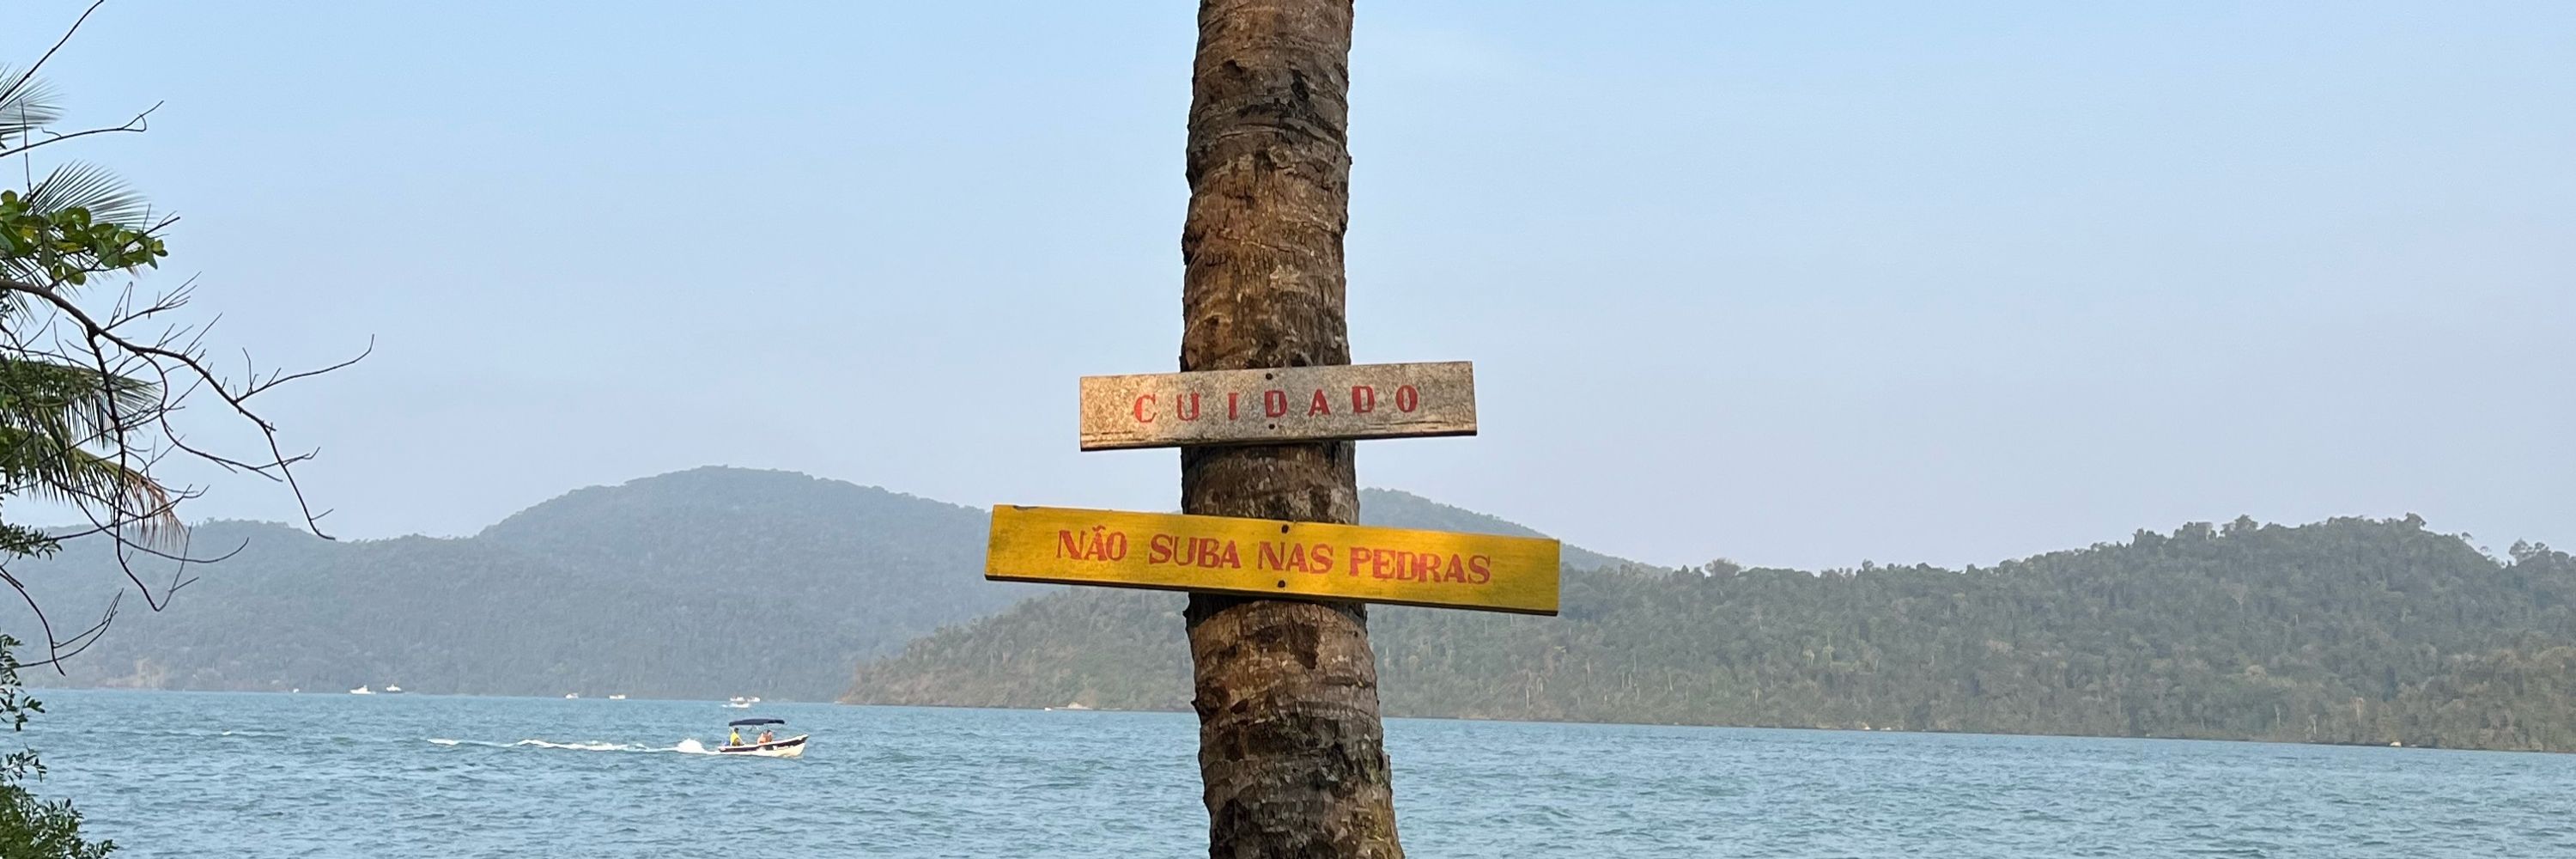 CUIDADO
NÃO SUBA NAS PEDRAS